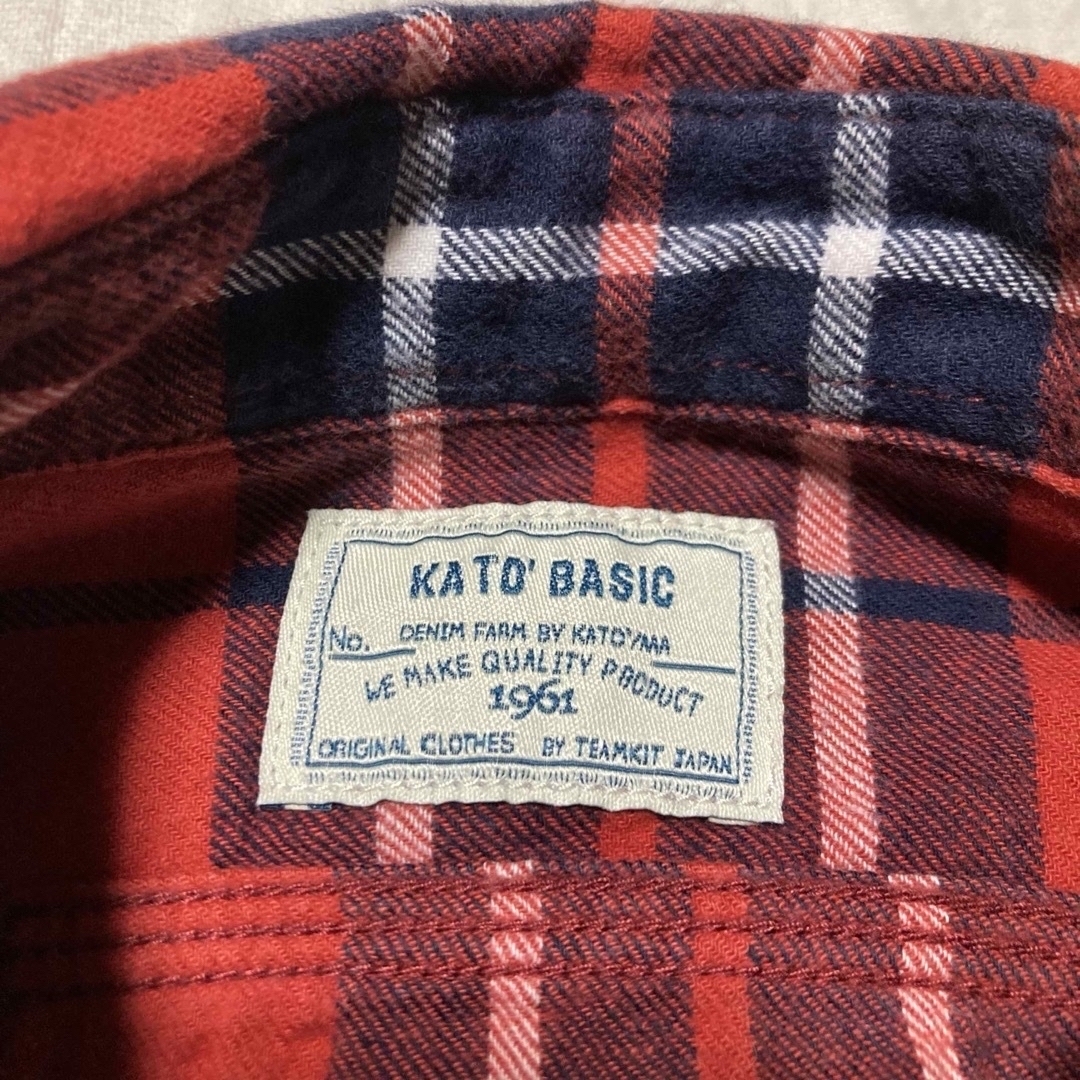 KATO' BASIC
No. DENIM FARM BY KATO'/MA
WE MAKE QUALITY PRODUCT
1961
ORIGINAL CLOTHES BY TEAMKIT JAPAN